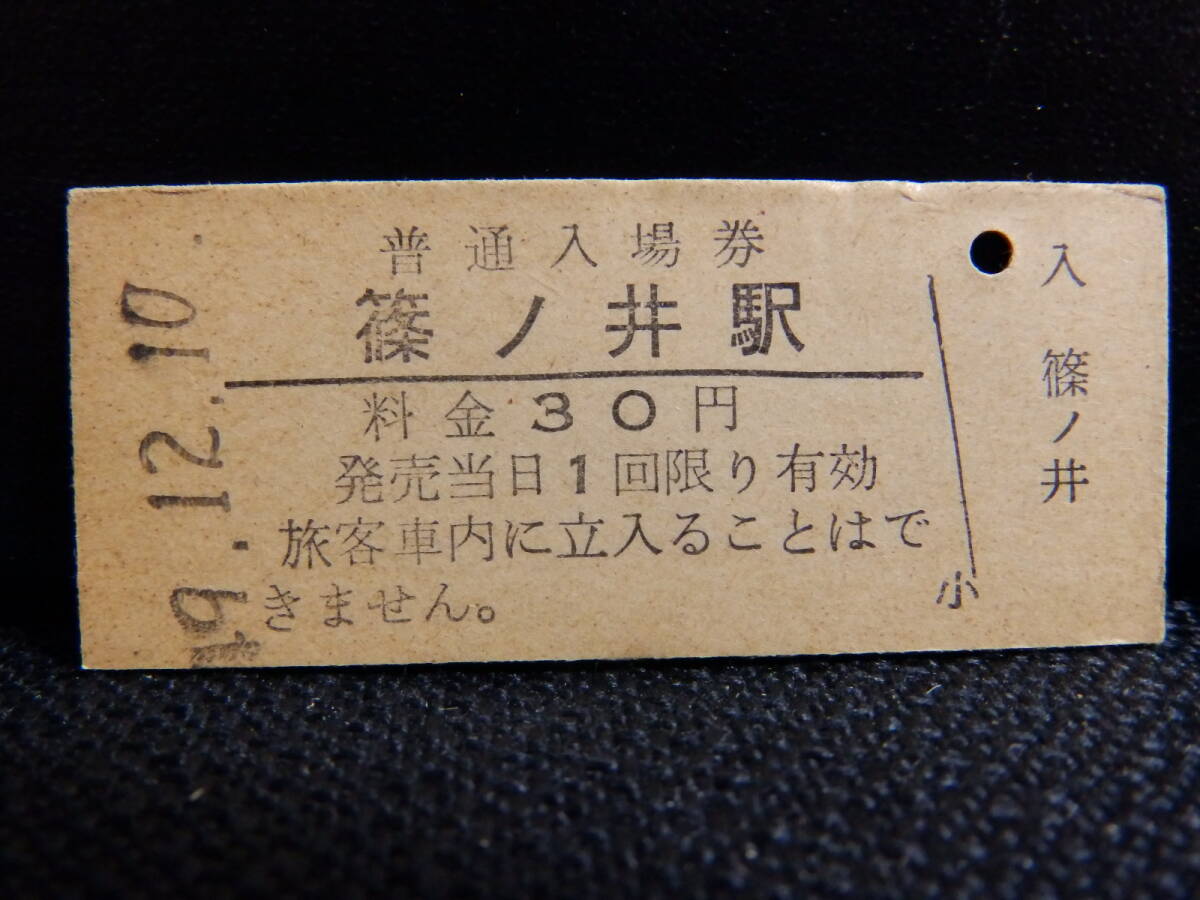 普通入場券
篠ノ井駅
料金30円
発売当日1回限り有効
旅客車内に立入ることはで
きません。
小
入 篠ノ井
49.12.10.